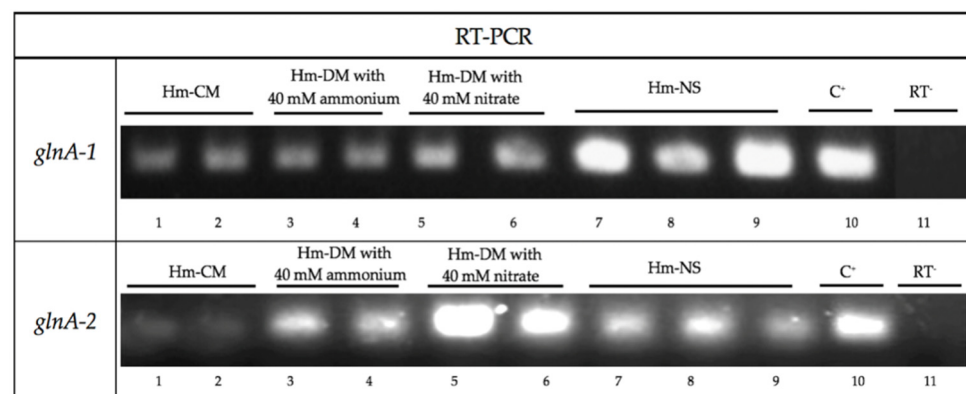 RT-PCR
Hm-CM
Hm-DM with
40 mM ammonium
Hm-DM with
40 mM nitrate
Hm-NS
C⁺
RT⁻
glnA-1
1 2 3 4 5 6 7 8 9 10 11
Hm-CM
Hm-DM with
40 mM ammonium
Hm-DM with
40 mM nitrate
Hm-NS
C⁺
RT⁻
glnA-2
1 2 3 4 5 6 7 8 9 10 11